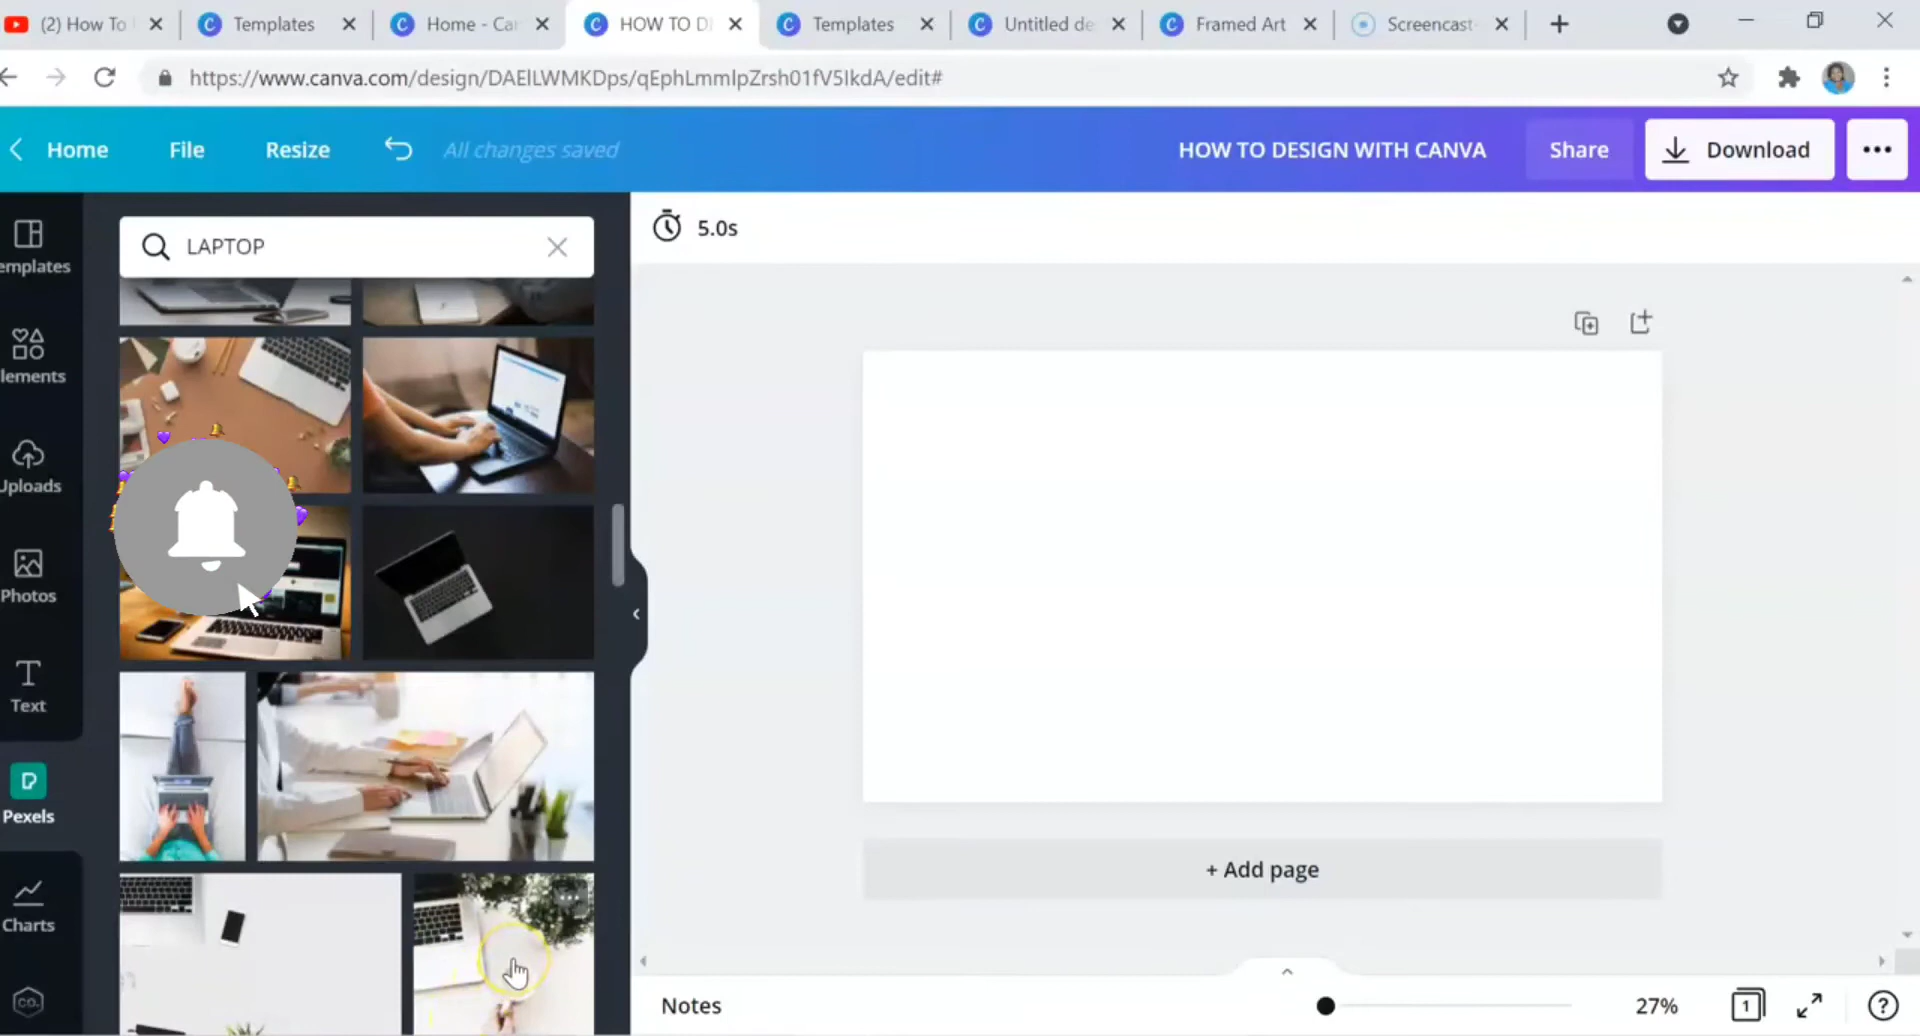 (2) How To
Templates
Home - Ca
HOW TO D
Templates
Untitled de
Framed Art
Screencast-
https://www.canva.com/design/DAElLWMKDps/qEphLmmlpZrsh01fV5IkdA/edit#
Home
File
Resize
All changes saved
HOW TO DESIGN WITH CANVA
Share
Download
LAPTOP
5.0s
emplates
lements
Uploads
Photos
Text
Pexels
Charts
CO.
+ Add page
Notes
27%
1
?